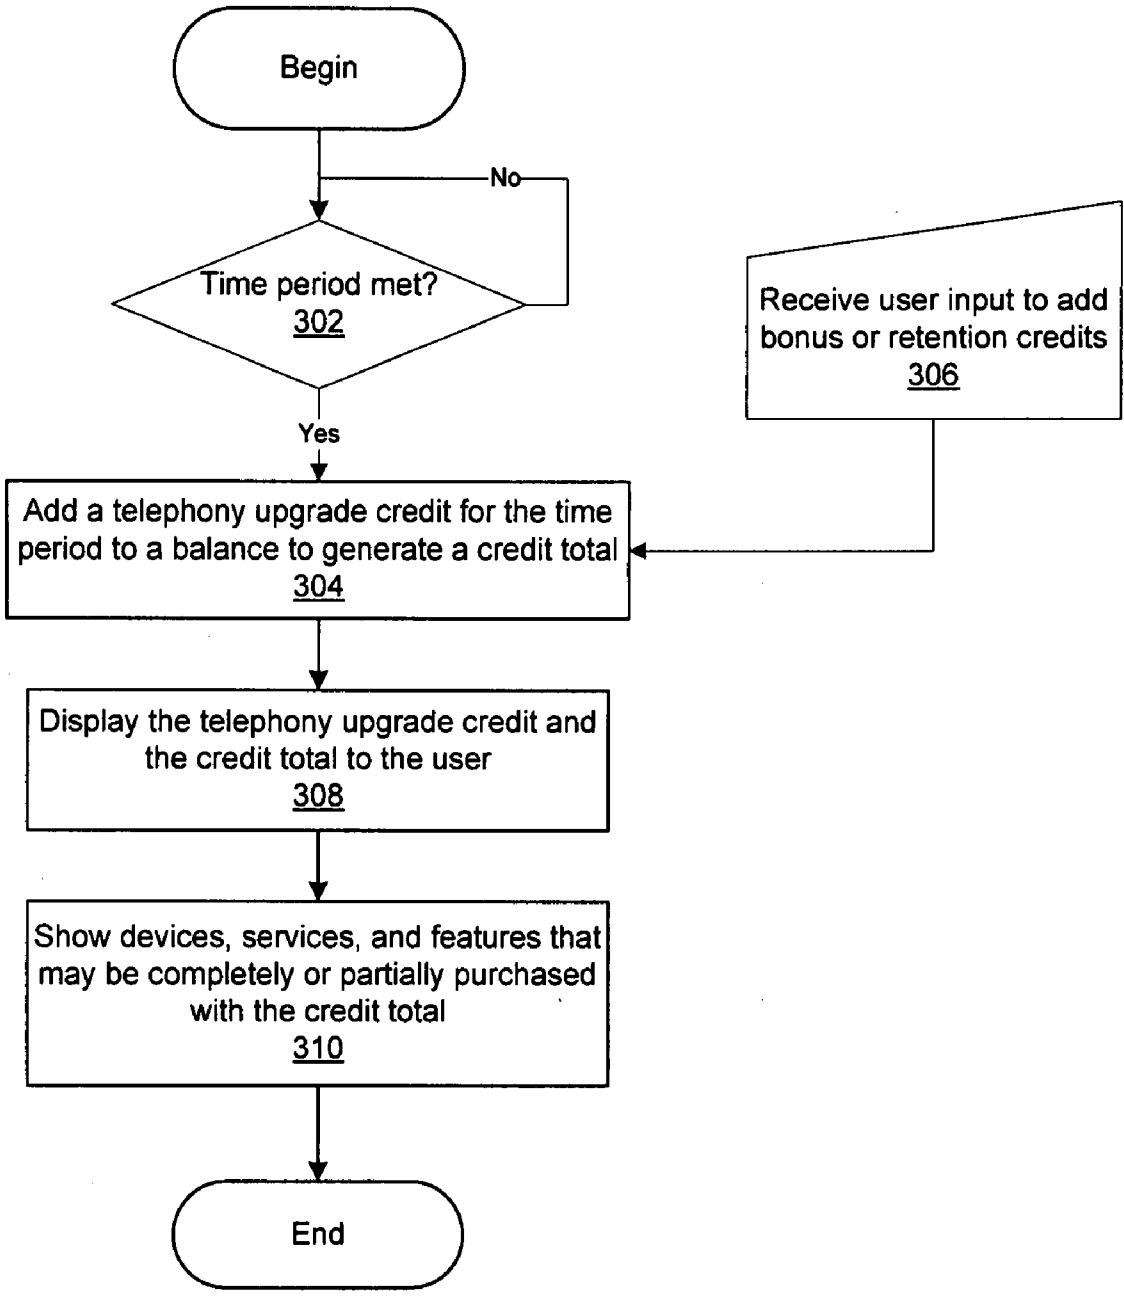 Begin
No
Time period met?
302
Receive user input to add
bonus or retention credits
306
Yes
Add a telephony upgrade credit for the time
period to a balance to generate a credit total
304
Display the telephony upgrade credit and
the credit total to the user
308
Show devices, services, and features that
may be completely or partially purchased
with the credit total
310
End